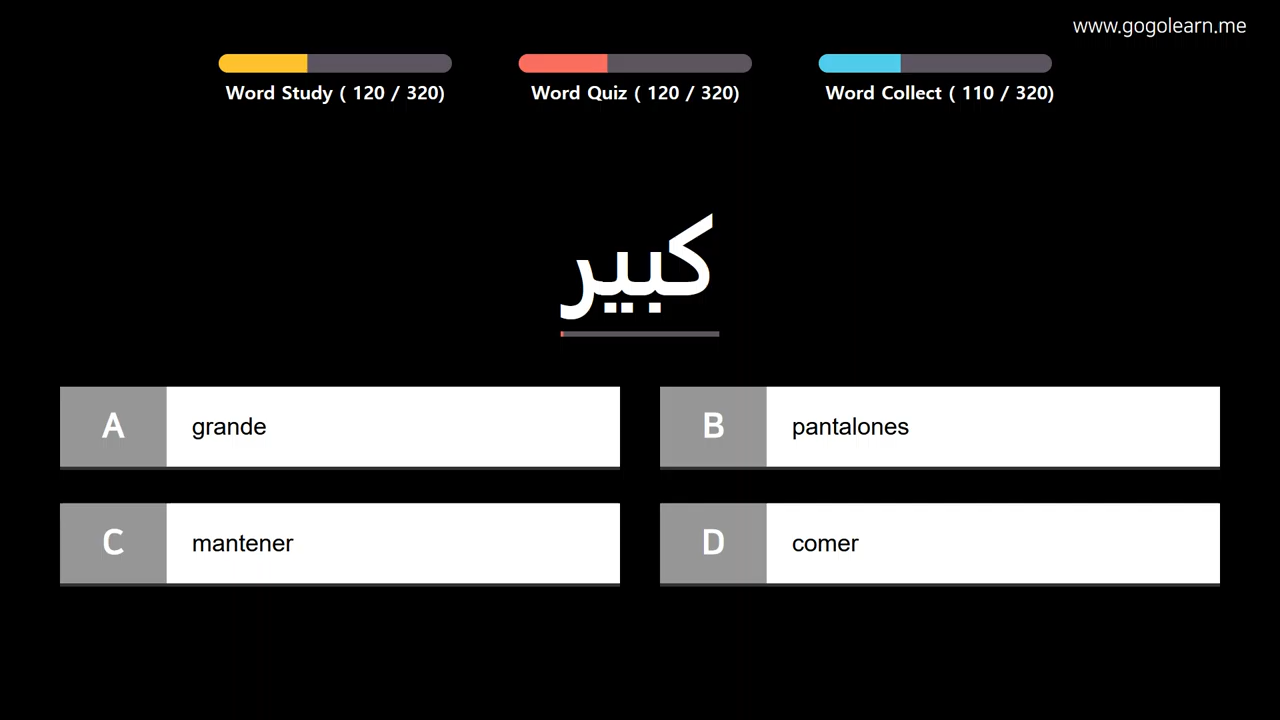 www.gogolearn.me
Word Study ( 120 / 320)
Word Quiz ( 120 / 320)
Word Collect ( 110 / 320)
كبير
A grande
B pantalones
C mantener
D comer